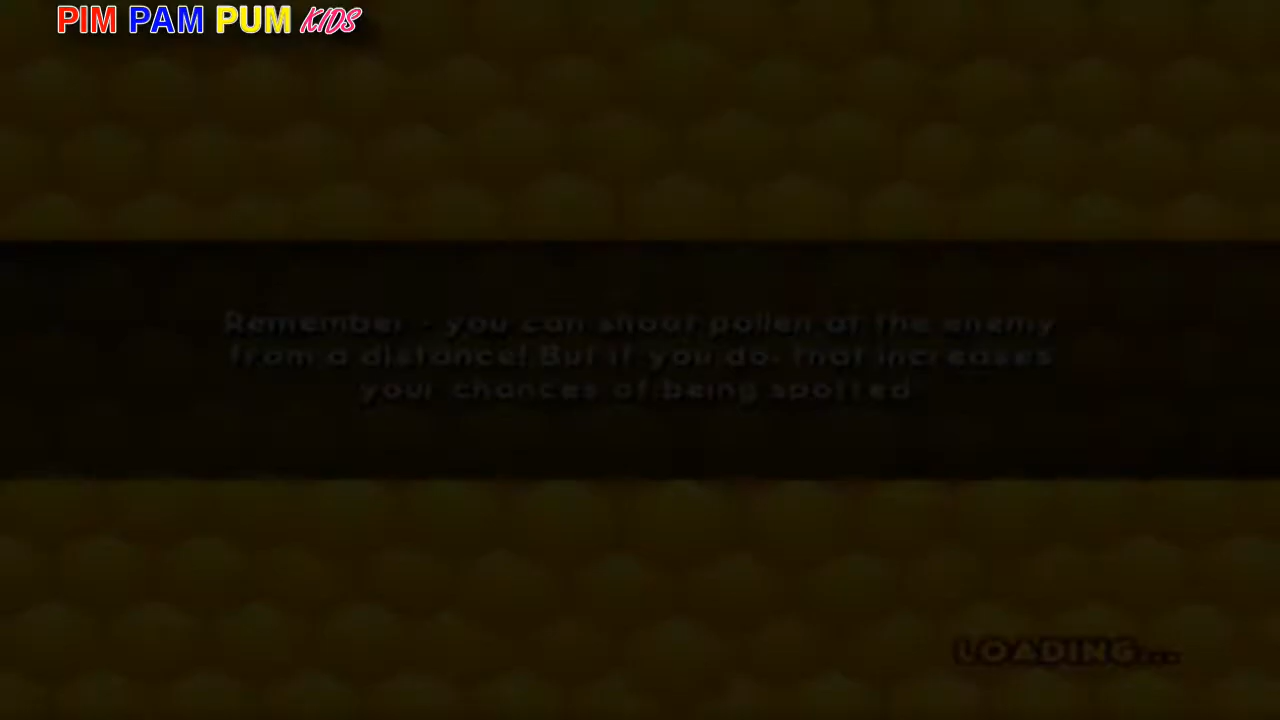 PIM PAM PUM KIDS
Remember - you can shoot pollen at the enemy
from a distance! But if you do, that increases
your chances of being spotted
LOADING...